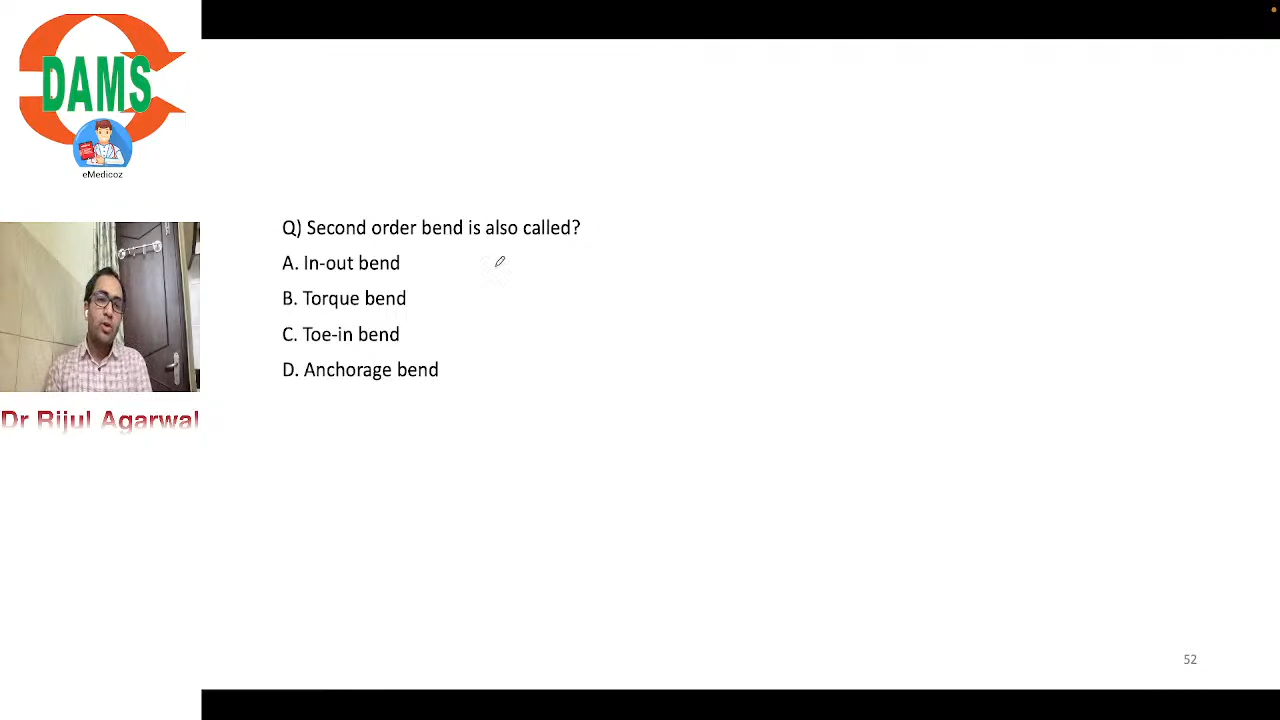 DAMS
eMedicoz
Q) Second order bend is also called?
A. In-out bend
B. Torque bend
C. Toe-in bend
D. Anchorage bend
Dr Rijul Agarwal
52